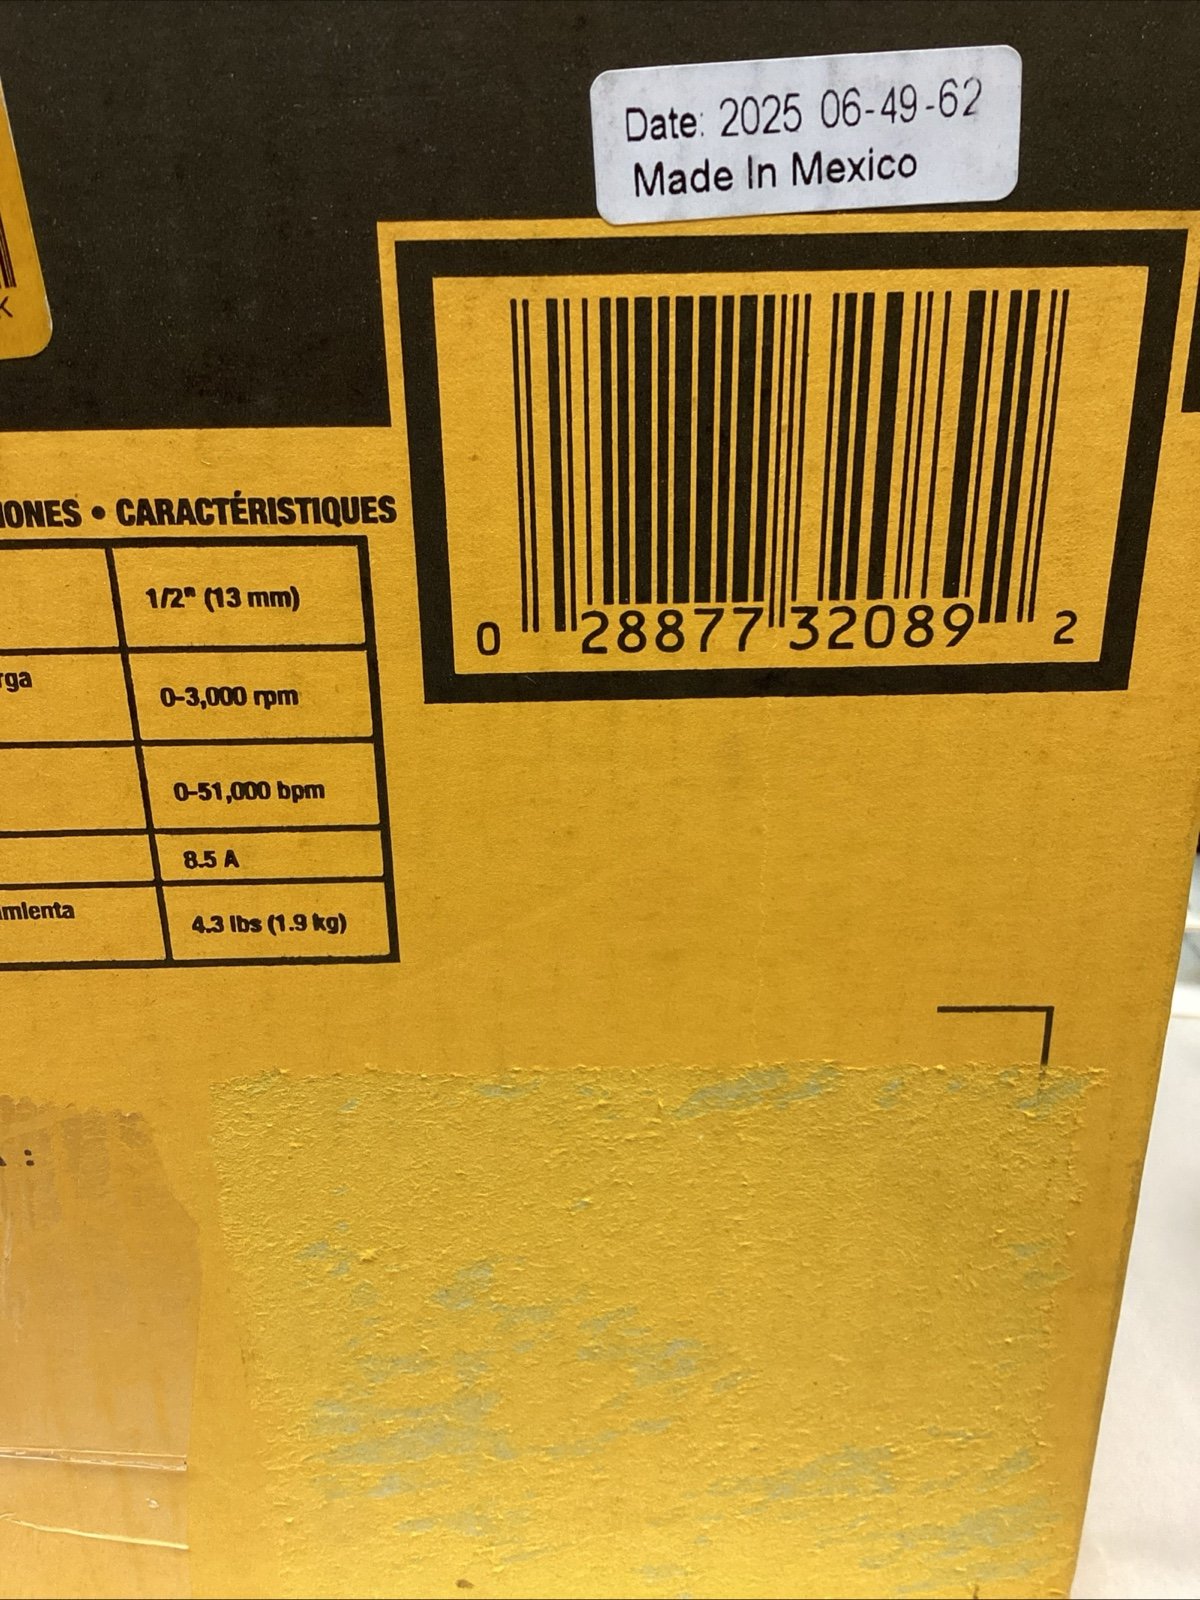 Date: 2025 06-49-62
Made In Mexico
K
0 28877 32089 2
IONES • CARACTÉRISTIQUES
1/2" (13 mm)
rga
0-3,000 rpm
0-51,000 bpm
8.5 A
amienta
4.3 lbs (1.9 kg)
: